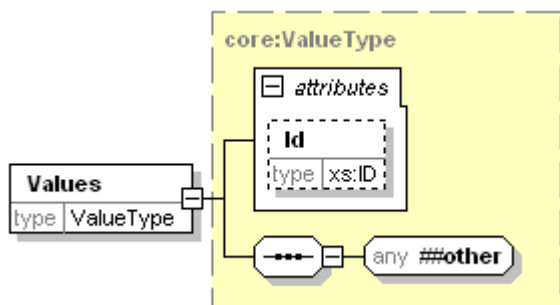 core:ValueType
attributes
Id
type xs:ID
Values
type ValueType
any ##other